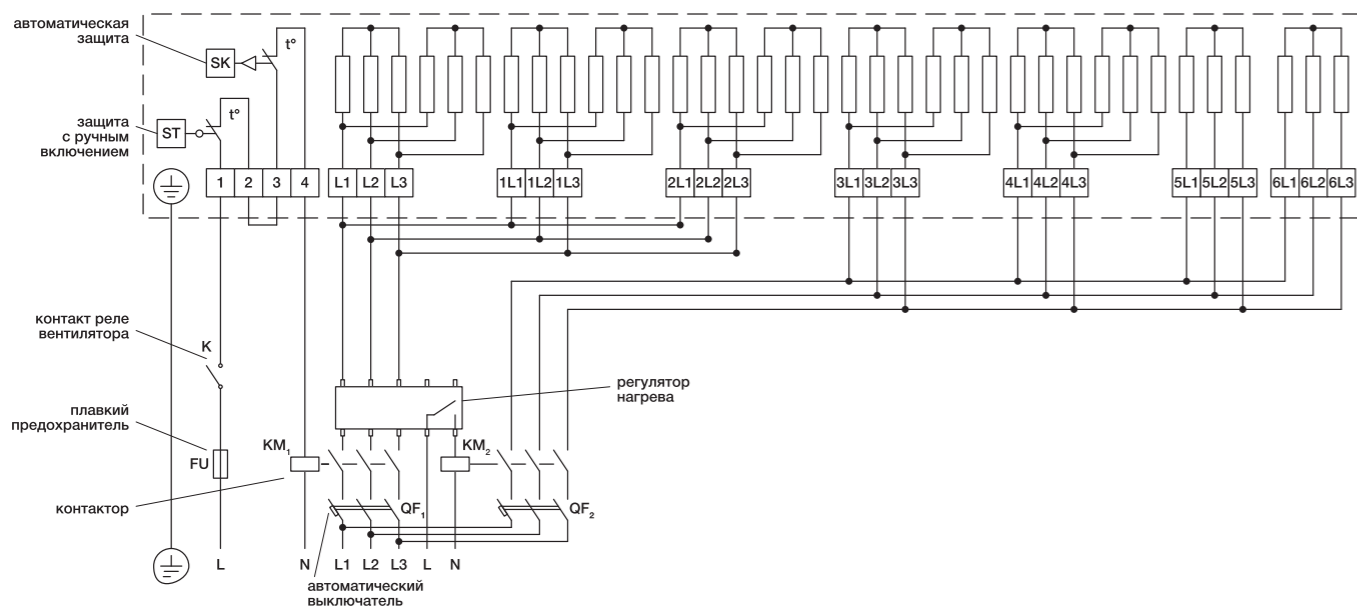 автоматическая
защита
SK
t°
защита
с ручным
включением
ST
t°
1 2 3 4 L1 L2 L3 1L1 1L2 1L3 2L1 2L2 2L3 3L1 3L2 3L3 4L1 4L2 4L3 5L1 5L2 5L3 6L1 6L2 6L3
контакт реле
вентилятора
K
регулятор
нагрева
плавкий
предохранитель
FU
KM₁
KM₂
контактор
QF₁
QF₂
L N L1 L2 L3 L N
автоматический
выключатель